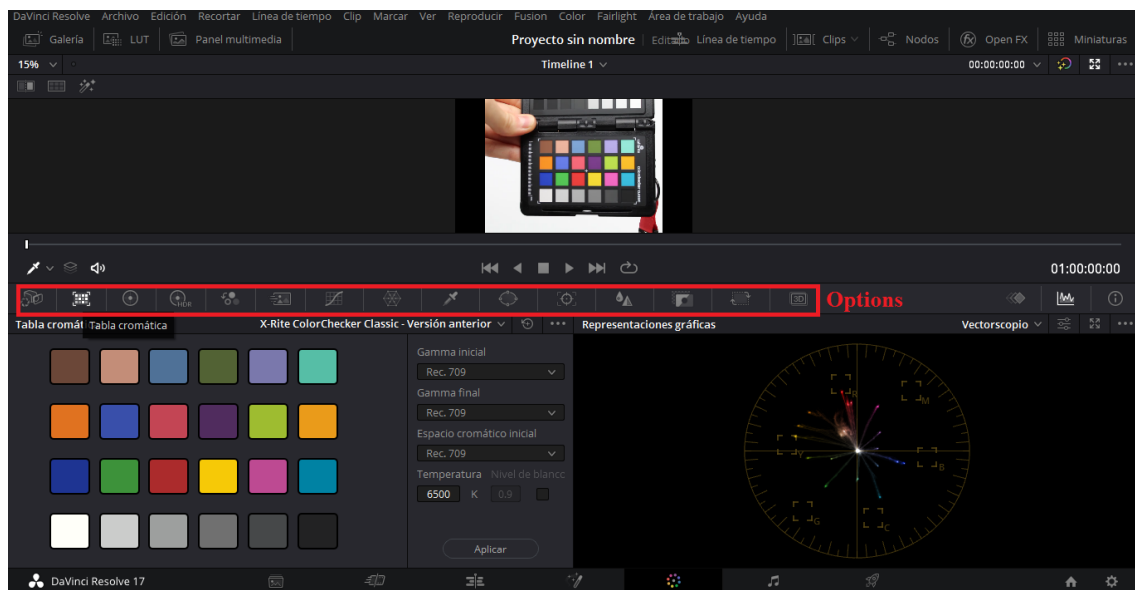 DaVinci Resolve Archivo Edición Recortar Línea de tiempo Clip Marcar Ver Reproducir Fusion Color Fairlight Área de trabajo Ayuda
Galería LUT Panel multimedia Proyecto sin nombre Línea de tiempo Clips Nodos Open FX Miniaturas
15% Timeline 1 00:00:00:00
01:00:00:00
HDR 3D Options
Tabla cromática X-Rite ColorChecker Classic - Versión anterior Representaciones gráficas Vectorscopio
Gamma inicial
Rec. 709
Gamma final
Rec. 709
Espacio cromático inicial
Rec. 709
Temperatura Nivel de blanco
6500 K 0.9
Aplicar
R
M
Y
B
G
C
DaVinci Resolve 17